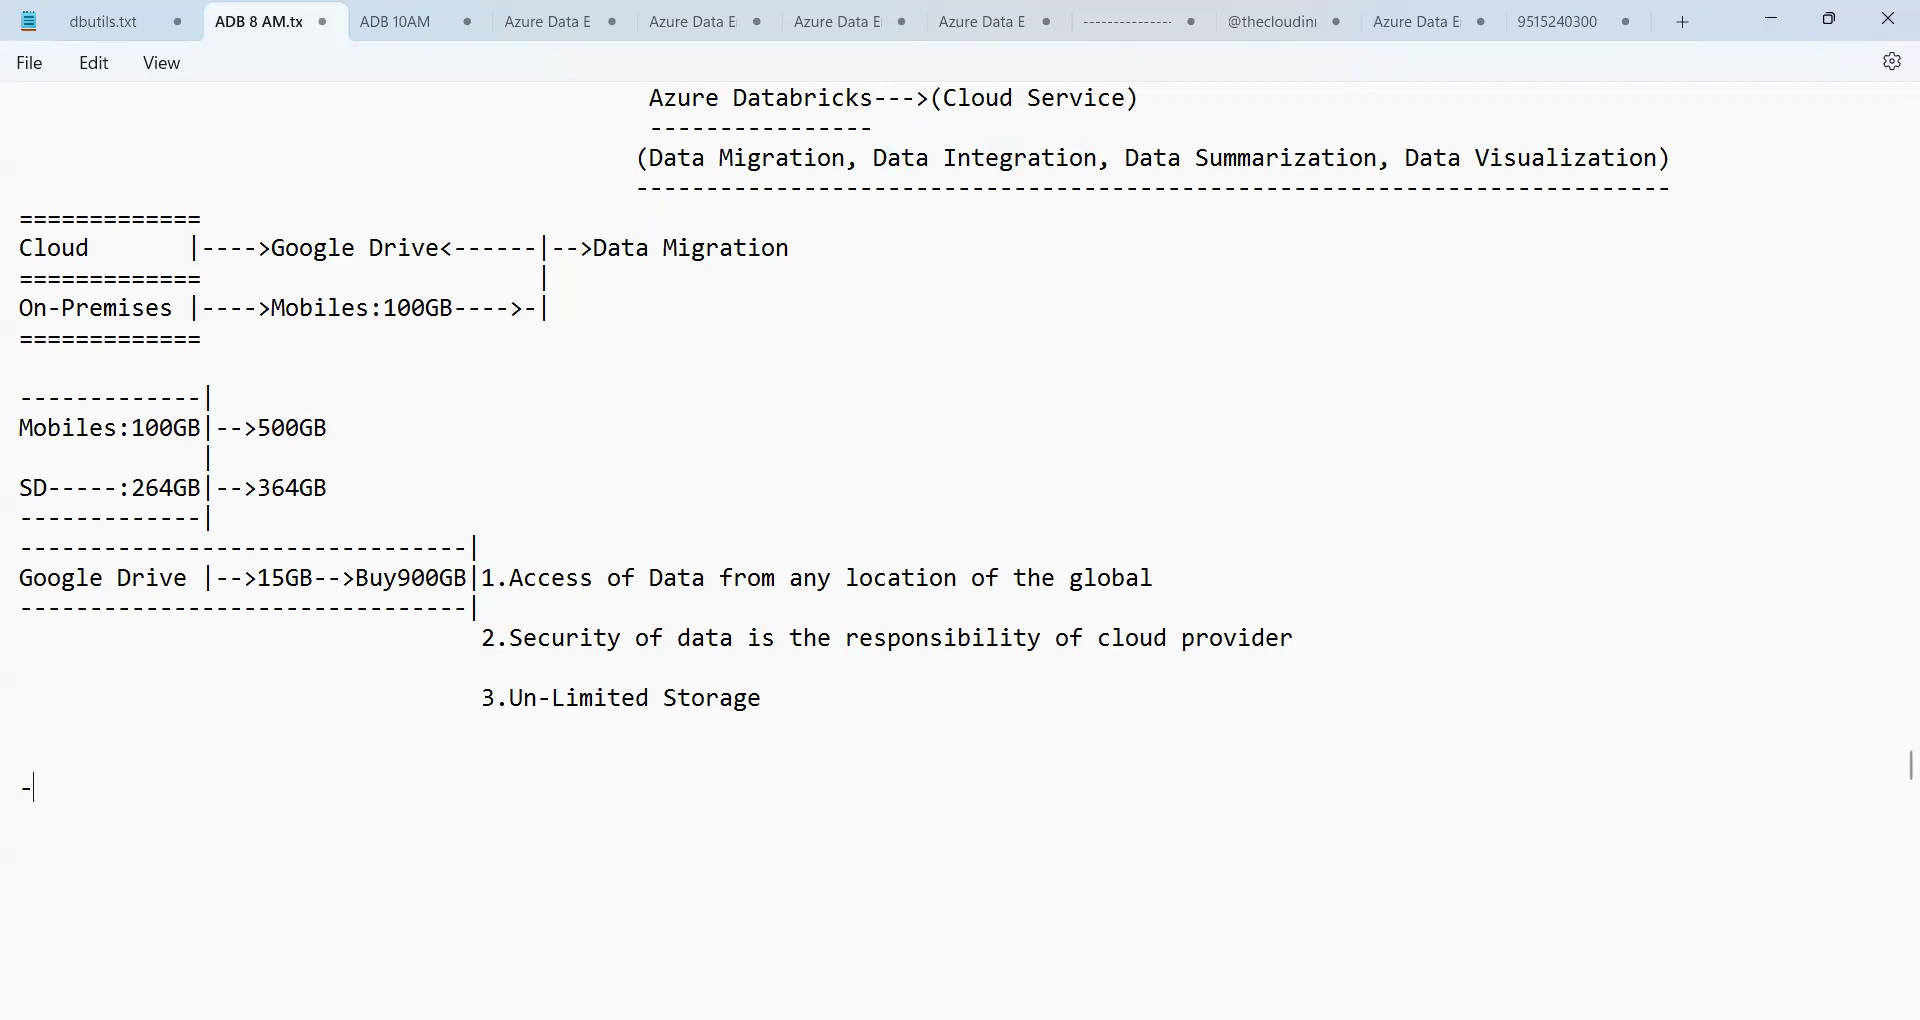 dbutils.txt
ADB 8 AM.tx
ADB 10AM
Azure Data E
Azure Data E
Azure Data E
Azure Data E
---------------
@thecloudin
Azure Data E
9515240300
File Edit View
Azure Databricks--->(Cloud Service)
----------------
(Data Migration, Data Integration, Data Summarization, Data Visualization)
--------------------------------------------------------------------------
=============
Cloud |---->Google Drive<------|-->Data Migration
============= |
On-Premises |---->Mobiles:100GB---->-|
=============
-------------|
Mobiles:100GB|-->500GB
|
SD-----:264GB|-->364GB
-------------|
--------------------------------|
Google Drive |-->15GB-->Buy900GB|1.Access of Data from any location of the global
--------------------------------|
2.Security of data is the responsibility of cloud provider
3.Un-Limited Storage
-